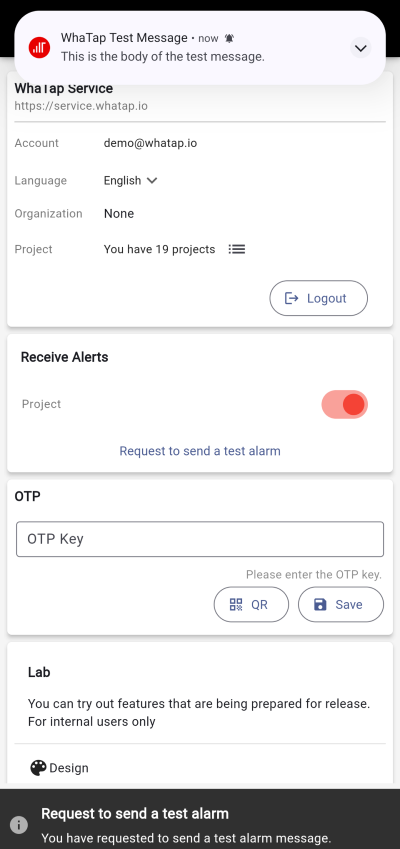 WhaTap Test Message • now
This is the body of the test message.
WhaTap Service
https://service.whatap.io
Account demo@whatap.io
Language English
Organization None
Project You have 19 projects
Logout
Receive Alerts
Project
Request to send a test alarm
OTP
OTP Key
Please enter the OTP key.
QR Save
Lab
You can try out features that are being prepared for release.
For internal users only
Design
Request to send a test alarm
You have requested to send a test alarm message.